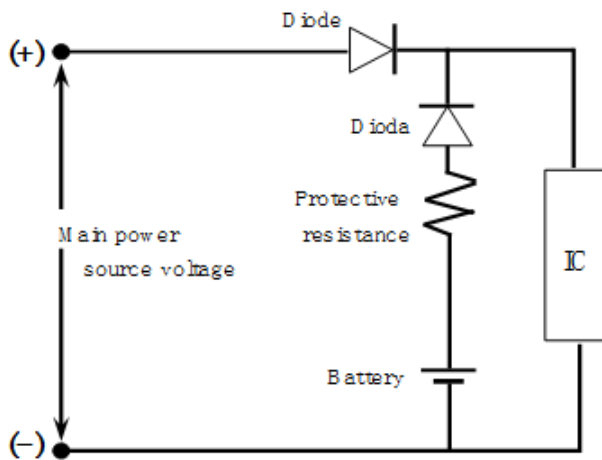 Diode
(+)
Dioda
Protective
resistance
Main power
source voltage
IC
Battery
(−)